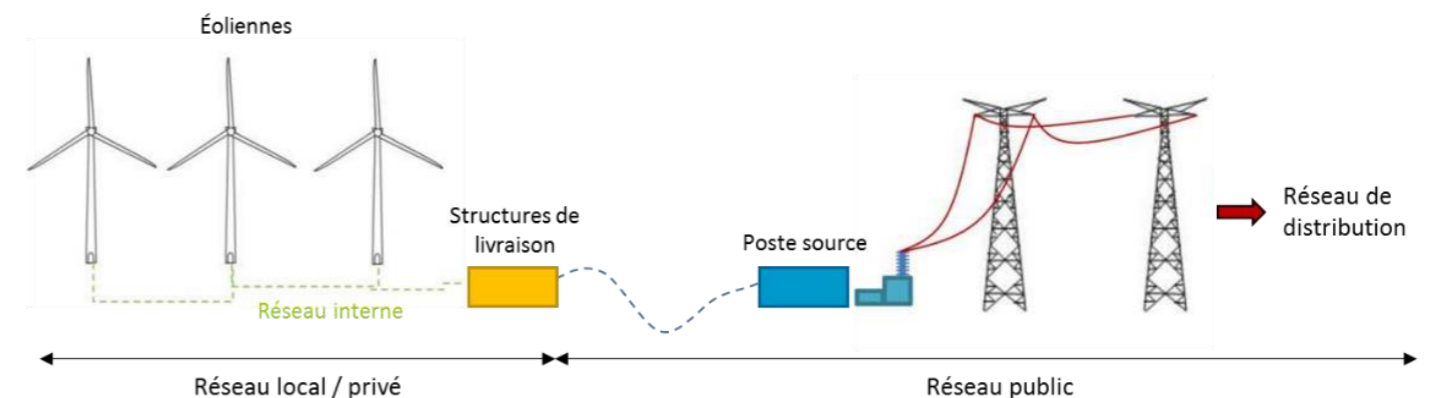 Éoliennes
Structures de
livraison
Poste source
Réseau de
distribution
Réseau interne
Réseau local / privé
Réseau public